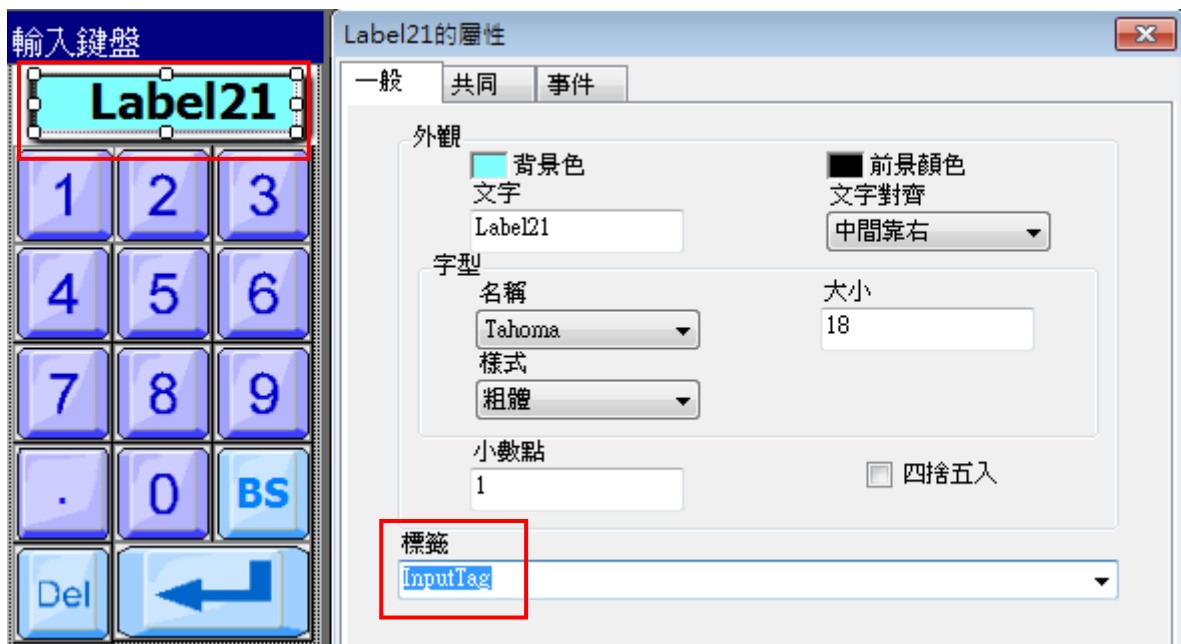 輸入鍵盤
Label21
1 2 3
4 5 6
7 8 9
. 0 BS
Del
Label21的屬性
一般 共同 事件
外觀
背景色 前景顏色
文字 文字對齊
Label21 中間靠右
字型
名稱 大小
Tahoma 18
樣式
粗體
小數點
1 四捨五入
標籤
InputTag